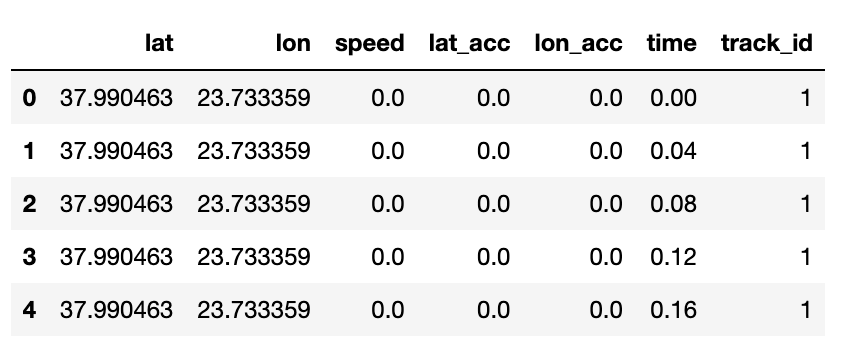 lat lon speed lat_acc lon_acc time track_id
0 37.990463 23.733359 0.0 0.0 0.0 0.00 1
1 37.990463 23.733359 0.0 0.0 0.0 0.04 1
2 37.990463 23.733359 0.0 0.0 0.0 0.08 1
3 37.990463 23.733359 0.0 0.0 0.0 0.12 1
4 37.990463 23.733359 0.0 0.0 0.0 0.16 1